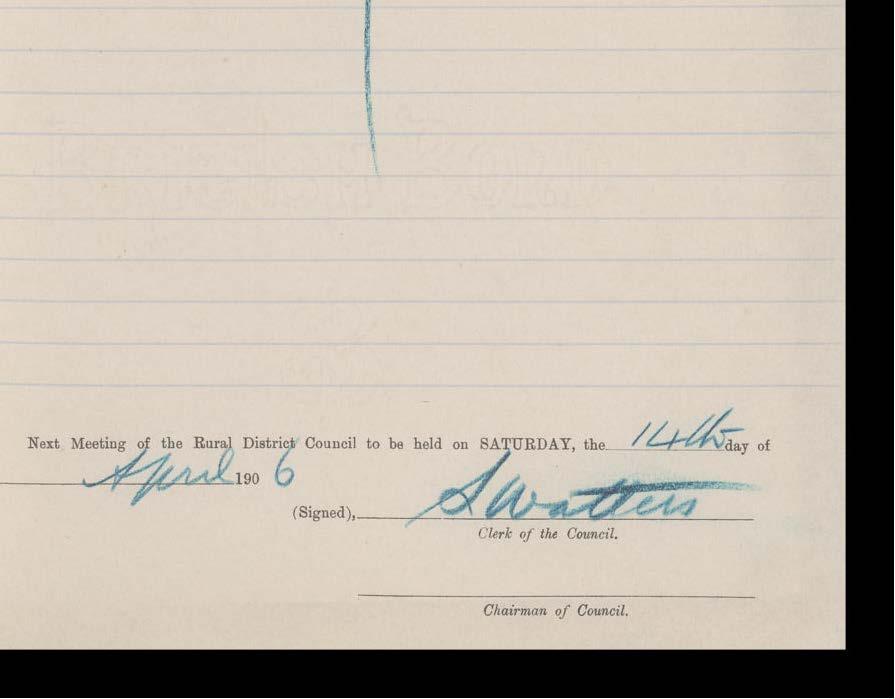 Next Meeting of the Rural District Council to be held on SATURDAY, the 14th day of
April 1906
(Signed), S Watters
Clerk of the Council.
Chairman of Council.